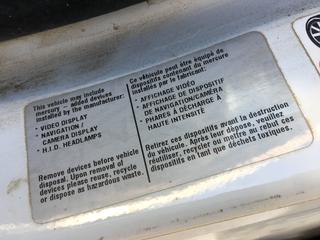 This vehicle may include
mercury – added devices
installed by the manufacturer:
• VIDEO DISPLAY
• NAVIGATION /
CAMERA DISPLAY
• H.I.D. HEADLAMPS
Remove devices before vehicle
disposal. Upon removal of
devices please reuse, recycle
or dispose as hazardous waste.
Ce véhicule peut être équipé de
dispositifs contenant du mercure
installés par le fabricant:
• AFFICHAGE VIDÉO
• AFFICHAGE DE DISPOSITIF
DE NAVIGATION/CAMÉRA
• PHARES À DÉCHARGE À
HAUTE INTENSITÉ
Retirez ces dispositifs avant la destruction
du véhicule. Après leur dépose, veuillez
réutiliser, recycler ou mettre au rebut ces
dispositifs en tant que déchets toxiques.